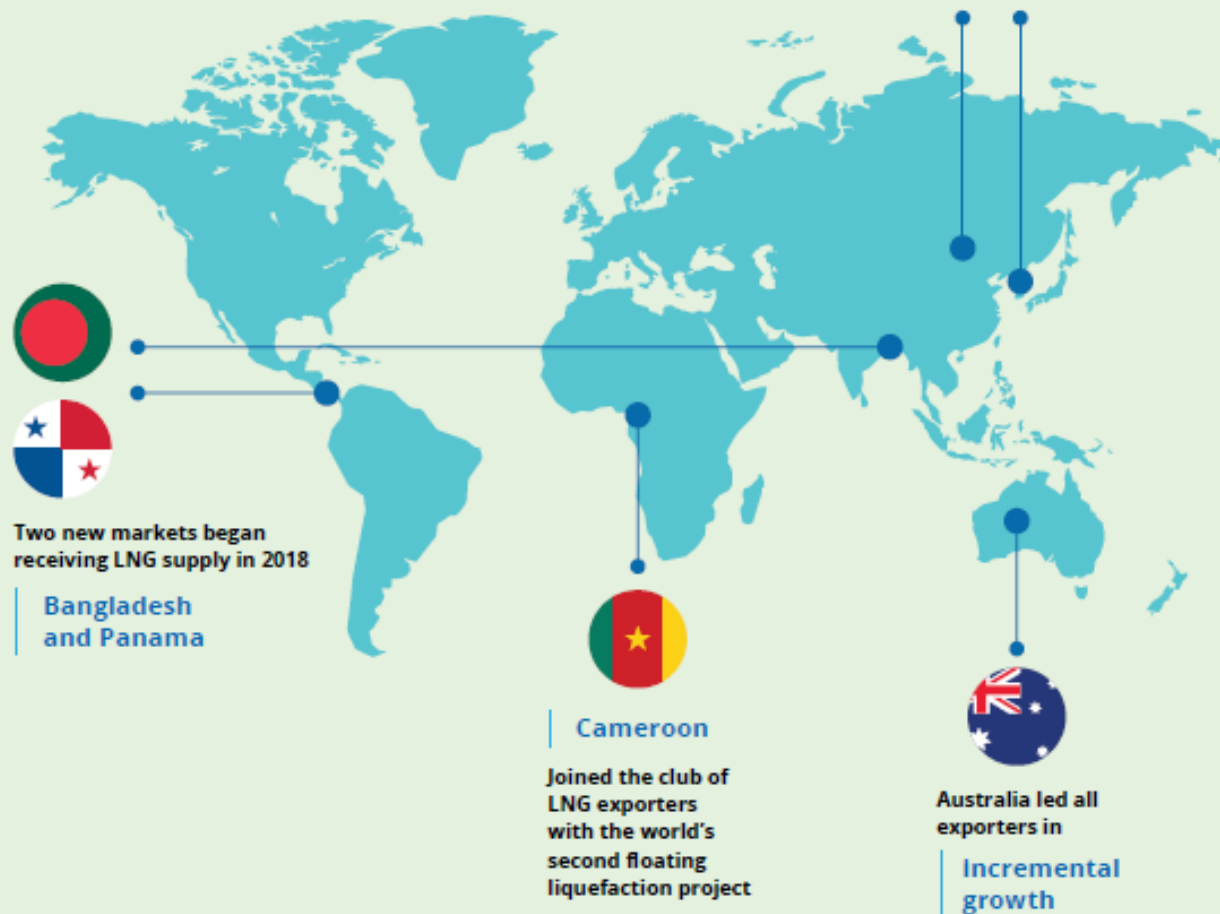 Two new markets began
receiving LNG supply in 2018
Bangladesh
and Panama
Cameroon
Joined the club of
LNG exporters
with the world's
second floating
liquefaction project
Australia led all
exporters in
Incremental
growth